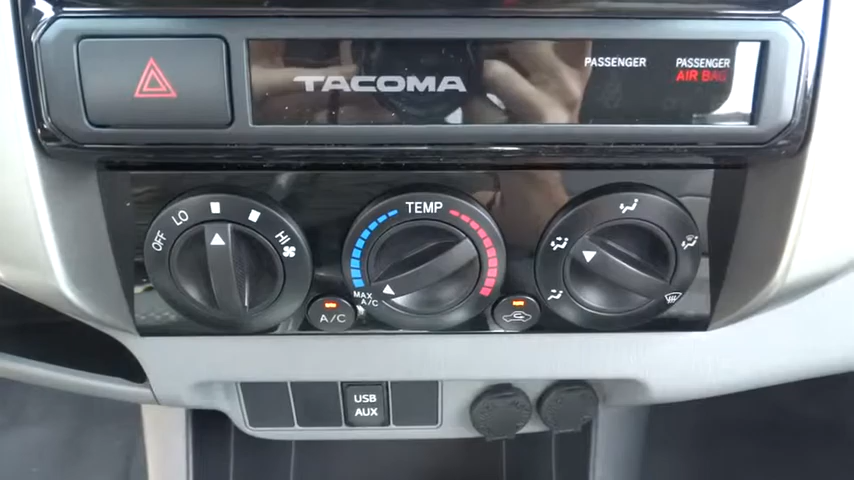 TACOMA
PASSENGER
PASSENGER
AIR BAG
OFF
LO
HI
TEMP
MAX
A/C
A/C
USB
AUX